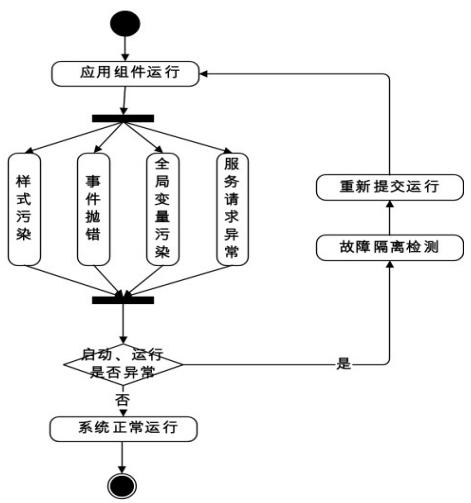 应用组件运行
样式污染
事件抛错
全局变量污染
服务请求异常
重新提交运行
故障隔离检测
启动、运行
是否异常
是
否
系统正常运行